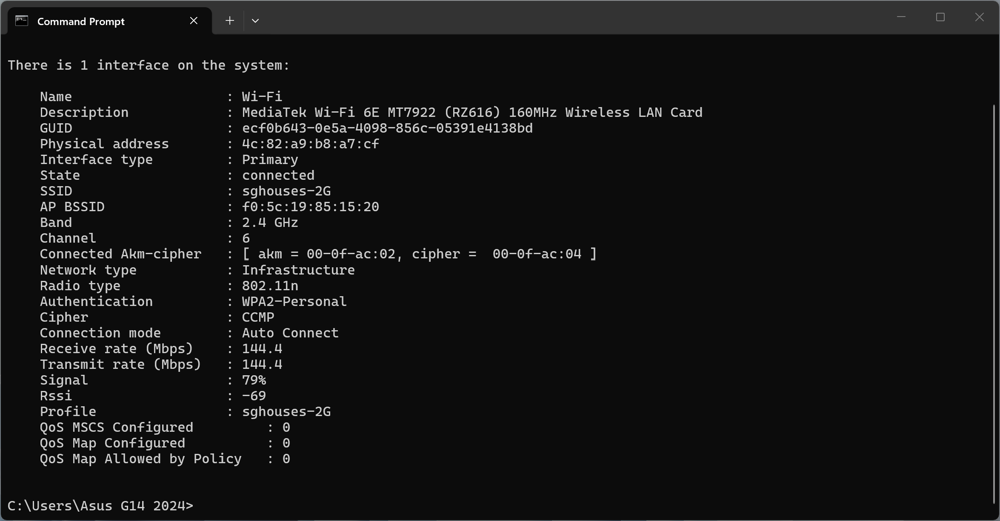 Command Prompt
There is 1 interface on the system:
Name : Wi-Fi
Description : MediaTek Wi-Fi 6E MT7922 (RZ616) 160MHz Wireless LAN Card
GUID : ecf0b643-0e5a-4098-856c-05391e4138bd
Physical address : 4c:82:a9:b8:a7:cf
Interface type : Primary
State : connected
SSID : sghouses-2G
AP BSSID : f0:5c:19:85:15:20
Band : 2.4 GHz
Channel : 6
Connected Akm-cipher : [ akm = 00-0f-ac:02, cipher =  00-0f-ac:04 ]
Network type : Infrastructure
Radio type : 802.11n
Authentication : WPA2-Personal
Cipher : CCMP
Connection mode : Auto Connect
Receive rate (Mbps) : 144.4
Transmit rate (Mbps) : 144.4
Signal : 79%
Rssi : -69
Profile : sghouses-2G
QoS MSCS Configured : 0
QoS Map Configured : 0
QoS Map Allowed by Policy : 0
C:\Users\Asus G14 2024>